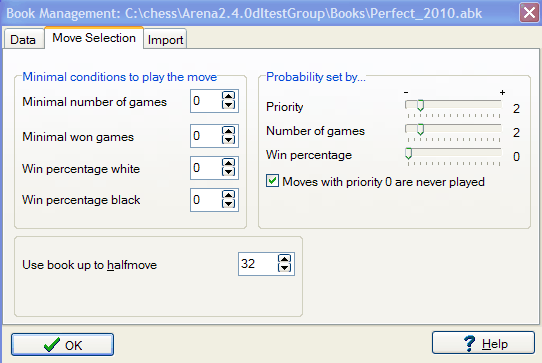 Book Management: C:\chess\Arena2.4.0dltestGroup\Books\Perfect_2010.abk
Data Move Selection Import
Minimal conditions to play the move
Minimal number of games 0
Minimal won games 0
Win percentage white 0
Win percentage black 0
Probability set by...
- +
Priority 2
Number of games 2
Win percentage 0
Moves with priority 0 are never played
Use book up to halfmove 32
OK
? Help